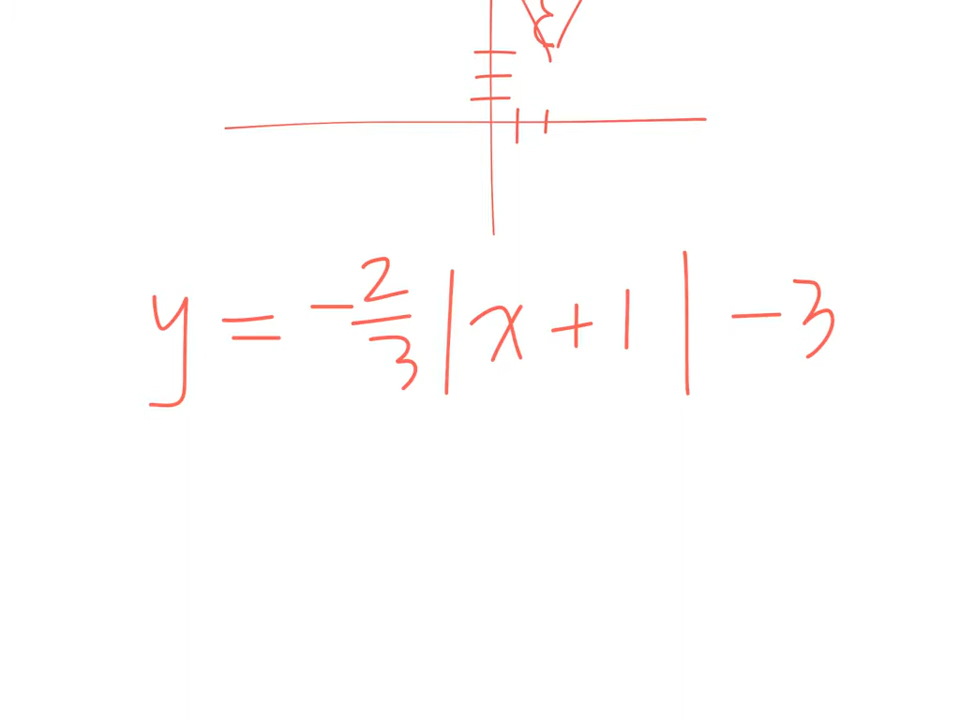 y = -2/3 |x + 1| - 3